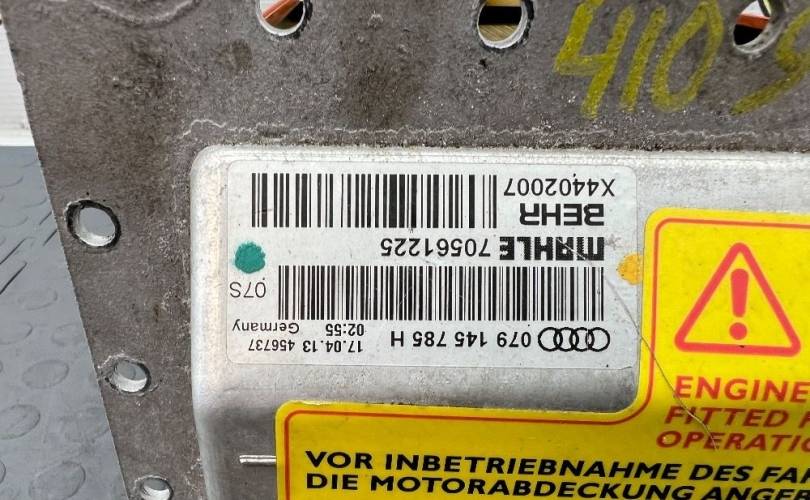 410 S
079 145 785 H
17.04.13 456737
02:55 Germany
07S
MAHLE 70561225
BEHR
X4402007
ENGINE
FITTED
OPERATIO
VOR INBETRIEBNAHME DES FA
DIE MOTORABDECKUNG ANGE